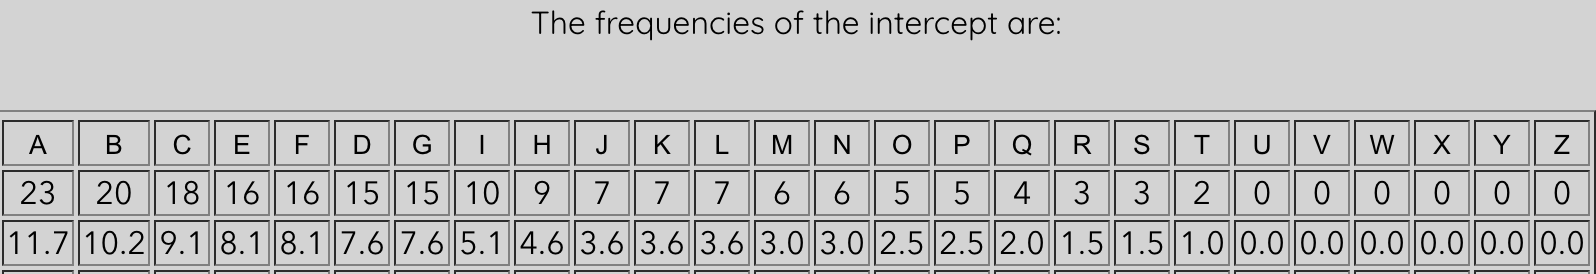 The frequencies of the intercept are:
A B C E F D G I H J K L M N O P Q R S T U V W X Y Z
23 20 18 16 16 15 15 10 9 7 7 7 6 6 5 5 4 3 3 2 0 0 0 0 0 0
11.7 10.2 9.1 8.1 8.1 7.6 7.6 5.1 4.6 3.6 3.6 3.6 3.0 3.0 2.5 2.5 2.0 1.5 1.5 1.0 0.0 0.0 0.0 0.0 0.0 0.0